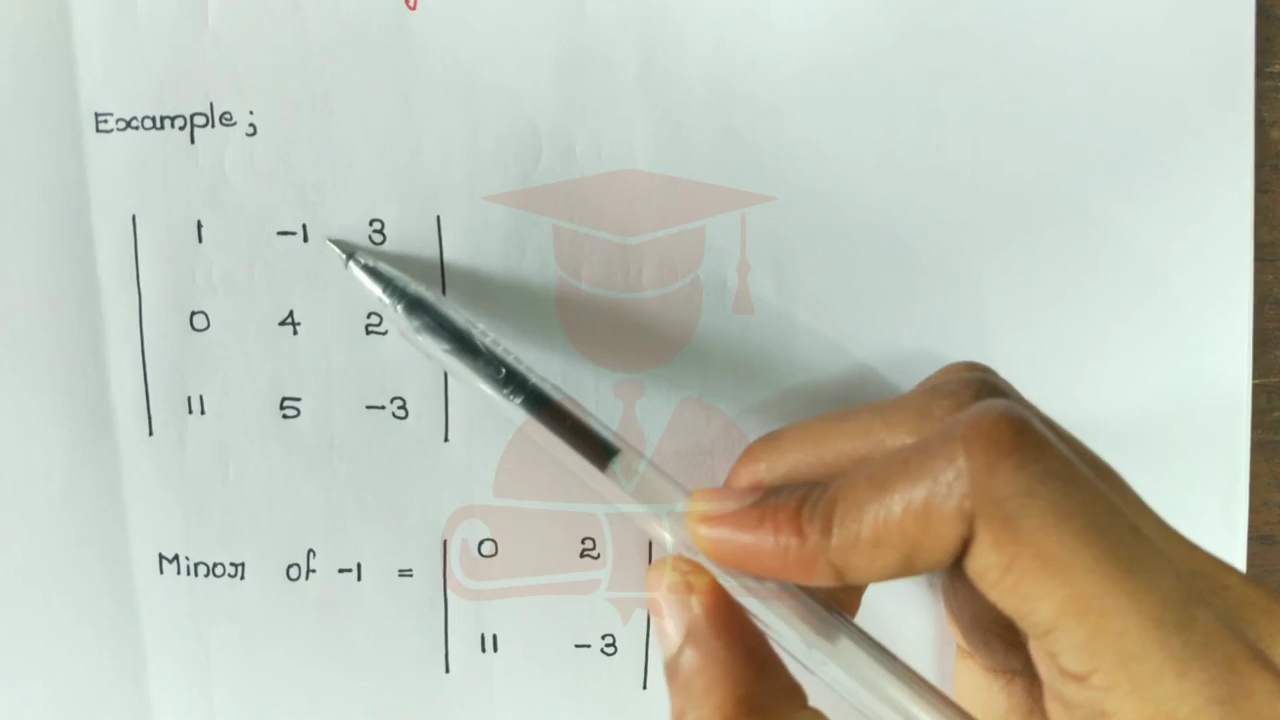 Example;
1 -1 3
0 4 2
11 5 -3
0 2
Minor of -1 =
11 -3